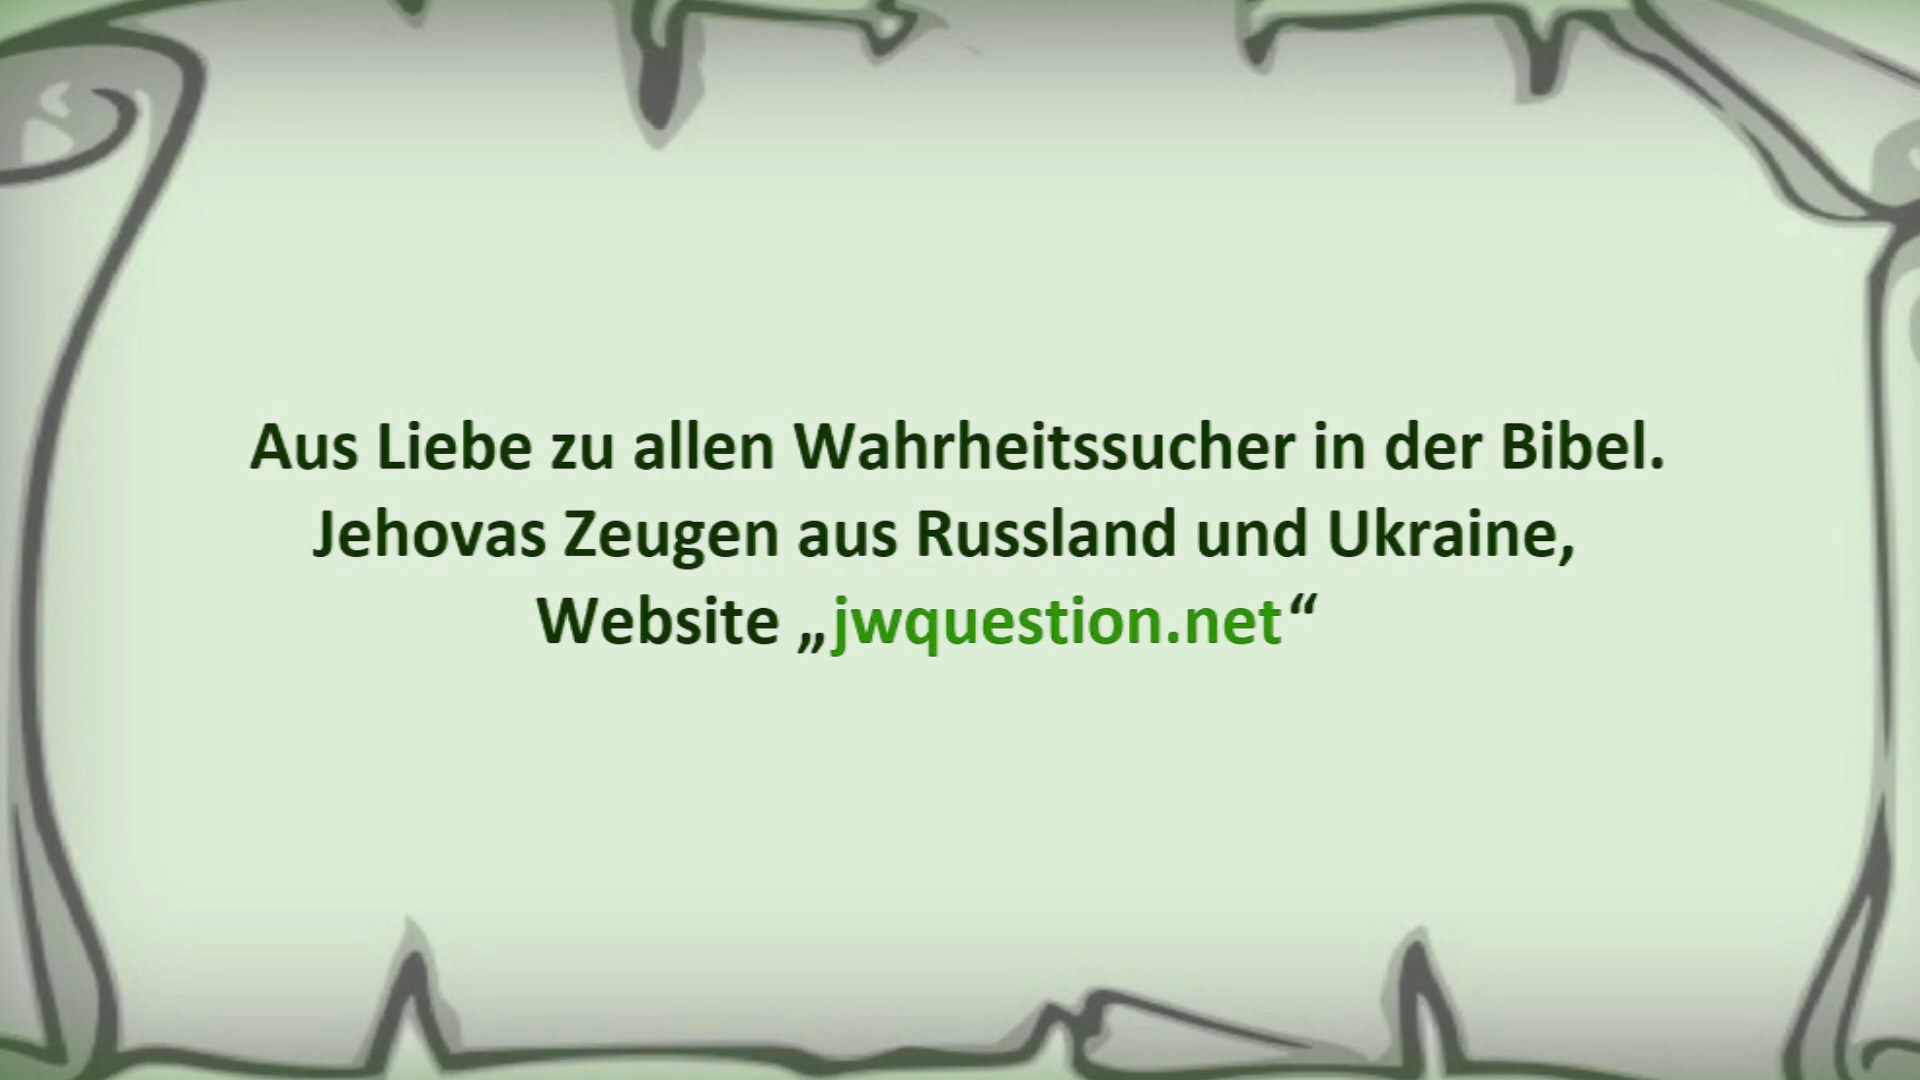 Aus Liebe zu allen Wahrheitssucher in der Bibel.
Jehovas Zeugen aus Russland und Ukraine,
Website „jwquestion.net“